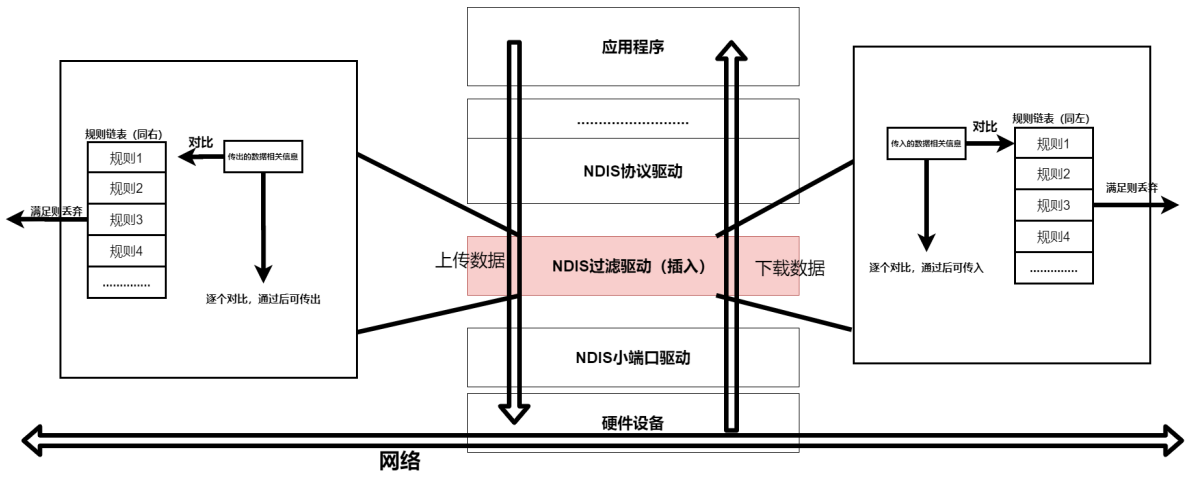 应用程序
............................
NDIS协议驱动
上传数据
NDIS过滤驱动（插入）
下载数据
NDIS小端口驱动
硬件设备
网络
规则链表（同右）
对比
传出的数据相关信息
规则1
规则2
满足则丢弃
规则3
规则4
..............
逐个对比，通过后可传出
规则链表（同左）
对比
传入的数据相关信息
规则1
规则2
满足则丢弃
规则3
规则4
..............
逐个对比，通过后可传入